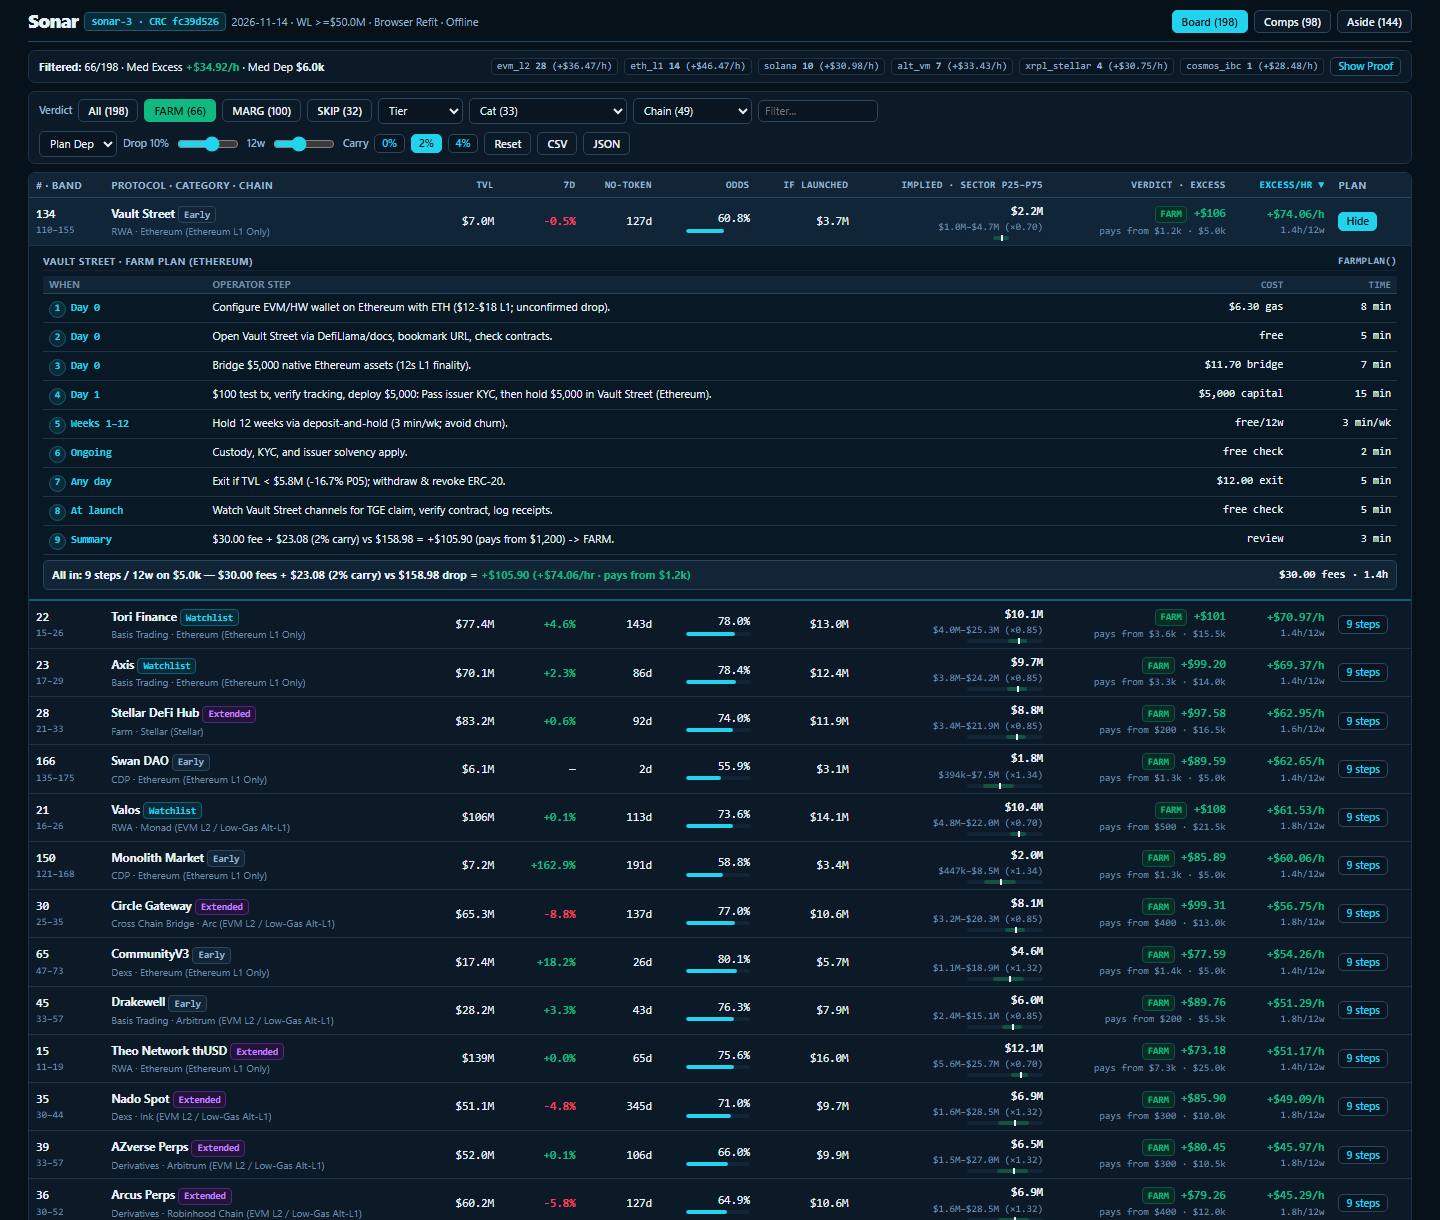 Sonar sonar-3 · CRC fc39d526 2026-11-14 · WL >=$50.0M · Browser Refit · Offline Board (198) Comps (98) Aside (144)
Filtered: 66/198 · Med Excess +$34.92/h · Med Dep $6.0k evm_l2 28 (+$36.47/h) eth_l1 14 (+$46.47/h) solana 10 (+$30.98/h) alt_vm 7 (+$33.43/h) xrpl_stellar 4 (+$30.75/h) cosmos_ibc 1 (+$28.48/h) Show Proof
Verdict All (198) FARM (66) MARG (100) SKIP (32) Tier Cat (33) Chain (49) Filter...
Plan Dep Drop 10% 12w Carry 0% 2% 4% Reset CSV JSON
# · BAND PROTOCOL · CATEGORY · CHAIN TVL 7D NO-TOKEN ODDS IF LAUNCHED IMPLIED · SECTOR P25-P75 VERDICT · EXCESS EXCESS/HR ▼ PLAN
134 Vault Street Early $7.0M -0.5% 127d 60.8% $3.7M $2.2M FARM +$106 +$74.06/h Hide
110–155 RWA · Ethereum (Ethereum L1 Only) $1.0M–$4.7M (×0.70) pays from $1.2k · $5.0k 1.4h/12w
VAULT STREET · FARM PLAN (ETHEREUM) FARMPLAN()
WHEN OPERATOR STEP COST TIME
1 Day 0 Configure EVM/HW wallet on Ethereum with ETH ($12-$18 L1; unconfirmed drop). $6.30 gas 8 min
2 Day 0 Open Vault Street via DefiLlama/docs, bookmark URL, check contracts. free 5 min
3 Day 0 Bridge $5,000 native Ethereum assets (12s L1 finality). $11.70 bridge 7 min
4 Day 1 $100 test tx, verify tracking, deploy $5,000: Pass issuer KYC, then hold $5,000 in Vault Street (Ethereum). $5,000 capital 15 min
5 Weeks 1–12 Hold 12 weeks via deposit-and-hold (3 min/wk; avoid churn). free/12w 3 min/wk
6 Ongoing Custody, KYC, and issuer solvency apply. free check 2 min
7 Any day Exit if TVL < $5.8M (-16.7% P05); withdraw & revoke ERC-20. $12.00 exit 5 min
8 At launch Watch Vault Street channels for TGE claim, verify contract, log receipts. free check 5 min
9 Summary $30.00 fee + $23.08 (2% carry) vs $158.98 = +$105.90 (pays from $1,200) -> FARM. review 3 min
All in: 9 steps / 12w on $5.0k — $30.00 fees + $23.08 (2% carry) vs $158.98 drop = +$105.90 (+$74.06/hr · pays from $1.2k) $30.00 fees · 1.4h
22 Tori Finance Watchlist $77.4M +4.6% 143d 78.0% $13.0M $10.1M FARM +$101 +$70.97/h 9 steps
15–26 Basis Trading · Ethereum (Ethereum L1 Only) $4.0M–$25.3M (×0.85) pays from $3.6k · $15.5k 1.4h/12w
23 Axis Watchlist $70.1M +2.3% 86d 78.4% $12.4M $9.7M FARM +$99.20 +$69.37/h 9 steps
17–29 Basis Trading · Ethereum (Ethereum L1 Only) $3.8M–$24.2M (×0.85) pays from $3.3k · $14.0k 1.4h/12w
28 Stellar DeFi Hub Extended $83.2M +0.6% 92d 74.0% $11.9M $8.8M FARM +$97.58 +$62.95/h 9 steps
21–33 Farm · Stellar (Stellar) $3.4M–$21.9M (×0.85) pays from $200 · $16.5k 1.6h/12w
166 Swan DAO Early $6.1M — 2d 55.9% $3.1M $1.8M FARM +$89.59 +$62.65/h 9 steps
135–175 CDP · Ethereum (Ethereum L1 Only) $394k–$7.5M (×1.34) pays from $1.3k · $5.0k 1.4h/12w
21 Valos Watchlist $106M +0.1% 113d 73.6% $14.1M $10.4M FARM +$108 +$61.53/h 9 steps
16–26 RWA · Monad (EVM L2 / Low-Gas Alt-L1) $4.8M–$22.0M (×0.70) pays from $500 · $21.5k 1.8h/12w
150 Monolith Market Early $7.2M +162.9% 191d 58.8% $3.4M $2.0M FARM +$85.89 +$60.06/h 9 steps
121–168 CDP · Ethereum (Ethereum L1 Only) $447k–$8.5M (×1.34) pays from $1.3k · $5.0k 1.4h/12w
30 Circle Gateway Extended $65.3M -8.8% 137d 77.0% $10.6M $8.1M FARM +$99.31 +$56.75/h 9 steps
25–35 Cross Chain Bridge · Arc (EVM L2 / Low-Gas Alt-L1) $3.2M–$20.3M (×0.85) pays from $400 · $13.0k 1.8h/12w
65 CommunityV3 Early $17.4M +18.2% 26d 80.1% $5.7M $4.6M FARM +$77.59 +$54.26/h 9 steps
47–73 Dexs · Ethereum (Ethereum L1 Only) $1.1M–$18.9M (×1.32) pays from $1.4k · $5.0k 1.4h/12w
45 Drakewell Early $28.2M +3.3% 43d 76.3% $7.9M $6.0M FARM +$89.76 +$51.29/h 9 steps
33–57 Basis Trading · Arbitrum (EVM L2 / Low-Gas Alt-L1) $2.4M–$15.1M (×0.85) pays from $200 · $5.5k 1.8h/12w
15 Theo Network thUSD Extended $139M +0.0% 65d 75.6% $16.0M $12.1M FARM +$73.18 +$51.17/h 9 steps
11–19 RWA · Ethereum (Ethereum L1 Only) $5.6M–$25.7M (×0.70) pays from $7.3k · $25.0k 1.4h/12w
35 Nado Spot Extended $51.1M -4.8% 345d 71.0% $9.7M $6.9M FARM +$85.90 +$49.09/h 9 steps
30–44 Dexs · Ink (EVM L2 / Low-Gas Alt-L1) $1.6M–$28.5M (×1.32) pays from $300 · $10.0k 1.8h/12w
39 AZverse Perps Extended $52.0M +0.1% 106d 66.0% $9.9M $6.5M FARM +$80.45 +$45.97/h 9 steps
33–57 Derivatives · Arbitrum (EVM L2 / Low-Gas Alt-L1) $1.5M–$27.0M (×1.32) pays from $300 · $10.5k 1.8h/12w
36 Arcus Perps Extended $60.2M -5.8% 127d 64.9% $10.6M $6.9M FARM +$79.26 +$45.29/h 9 steps
30–52 Derivatives · Robinhood Chain (EVM L2 / Low-Gas Alt-L1) $1.6M–$28.5M (×1.32) pays from $400 · $12.0k 1.8h/12w